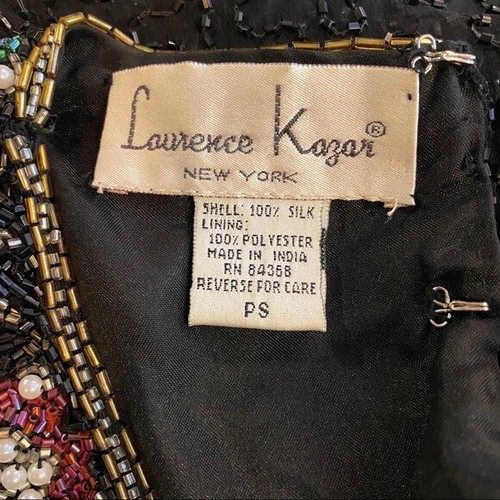 Laurence Kazar®
NEW YORK
SHELL: 100% SILK
LINING:
100% POLYESTER
MADE IN INDIA
RN 84368
REVERSE FOR CARE
PS